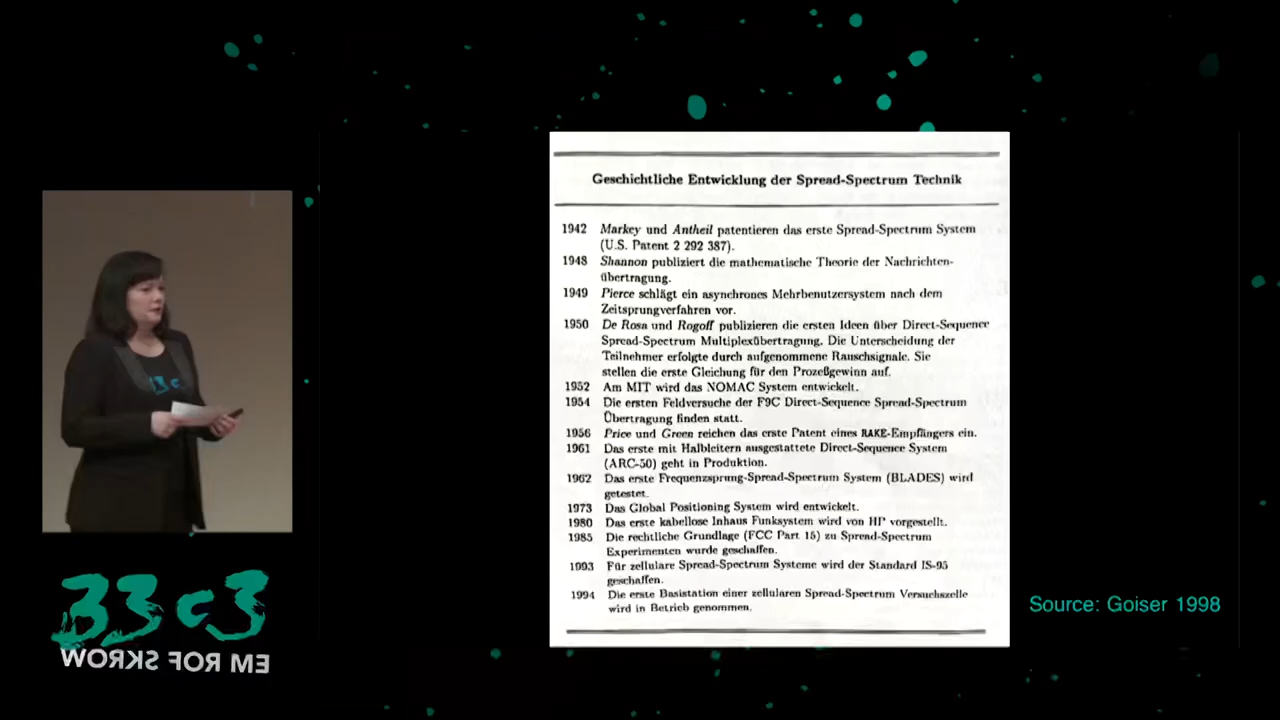 Geschichtliche Entwicklung der Spread-Spectrum Technik
1942 Markey und Antheil patentieren das erste Spread-Spectrum System
(U.S. Patent 2 292 387).
1948 Shannon publiziert die mathematische Theorie der Nachrichten-
übertragung.
1949 Pierce schlägt ein asynchrones Mehrbenutzersystem nach dem
Zeitsprungverfahren vor.
1950 De Rosa und Rogoff publizieren die ersten Ideen über Direct-Sequence
Spread-Spectrum Multiplexübertragung. Die Unterscheidung der
Teilnehmer erfolgte durch aufgenommene Rauschsignale. Sie
stellen die erste Gleichung für den Prozeßgewinn auf.
1952 Am MIT wird das NOMAC System entwickelt.
1954 Die ersten Feldversuche der F9C Direct-Sequence Spread-Spectrum
Übertragung finden statt.
1956 Price und Green reichen das erste Patent eines RAKE-Empfängers ein.
1961 Das erste mit Halbleitern ausgestattete Direct-Sequence System
(ARC-50) geht in Produktion.
1962 Das erste Frequenzsprung-Spread-Spectrum System (BLADES) wird
getestet.
1973 Das Global Positioning System wird entwickelt.
1980 Das erste kabellose Inhaus Funksystem wird von HP vorgestellt.
1985 Die rechtliche Grundlage (FCC Part 15) zu Spread-Spectrum
Experimenten wurde geschaffen.
1993 Für zellulare Spread-Spectrum Systeme wird der Standard IS-95
geschaffen.
1994 Die erste Basisstation einer zellularen Spread-Spectrum Versuchszelle
wird in Betrieb genommen.
Source: Goiser 1998
33c3
WORKS FOR ME